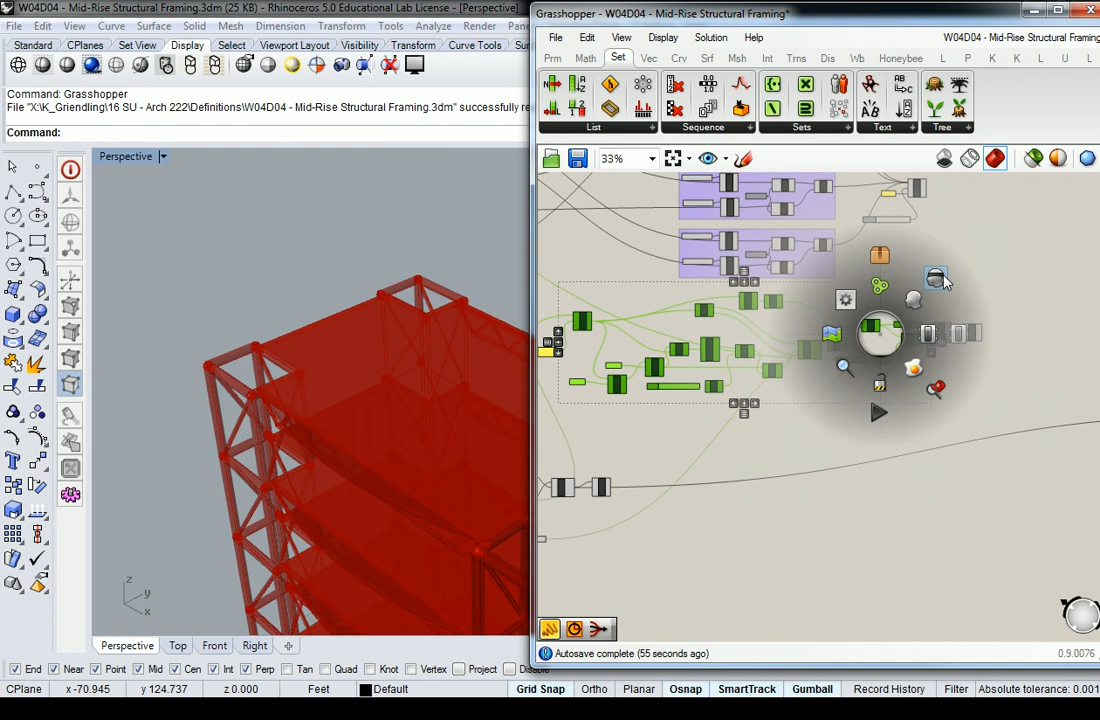 W04D04 - Mid-Rise Structural Framing.3dm (25 KB) - Rhinoceros 5.0 Educational Lab License - [Perspective]
File Edit View Curve Surface Solid Mesh Dimension Transform Tools Analyze Render Pan
Standard CPlanes Set View Display Select Viewport Layout Visibility Transform Curve Tools Su
Command: Grasshopper
File "X:\K_Griendling\16 SU - Arch 222\Definitions\W04D04 - Mid-Rise Structural Framing.3dm" successfully re
Command:
Perspective
z
y
x
Perspective Top Front Right
End Near Point Mid Cen Int Perp Tan Quad Knot Vertex Project Disable
CPlane x -70.945 y 124.737 z 0.000 Feet Default Grid Snap Ortho Planar Osnap SmartTrack Gumball Record History Filter Absolute tolerance: 0.001
Grasshopper - W04D04 - Mid-Rise Structural Framing*
File Edit View Display Solution Help W04D04 - Mid-Rise Structural Framing
Prm Math Set Vec Crv Srf Msh Int Trns Dis Wb Honeybee L P K K L U L
List Sequence Sets Text Tree
33%
Autosave complete (55 seconds ago) 0.9.0076